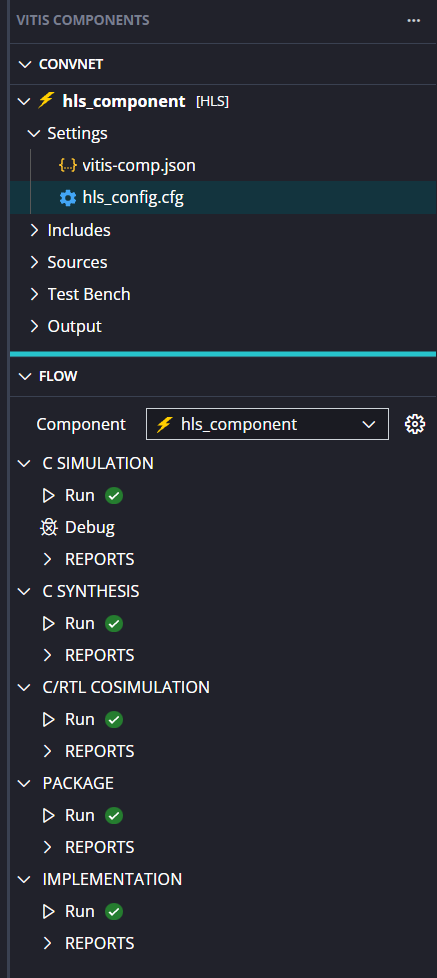 VITIS COMPONENTS
CONVNET
hls_component [HLS]
Settings
vitis-comp.json
hls_config.cfg
Includes
Sources
Test Bench
Output
FLOW
Component hls_component
C SIMULATION
Run
Debug
REPORTS
C SYNTHESIS
Run
REPORTS
C/RTL COSIMULATION
Run
REPORTS
PACKAGE
Run
REPORTS
IMPLEMENTATION
Run
REPORTS